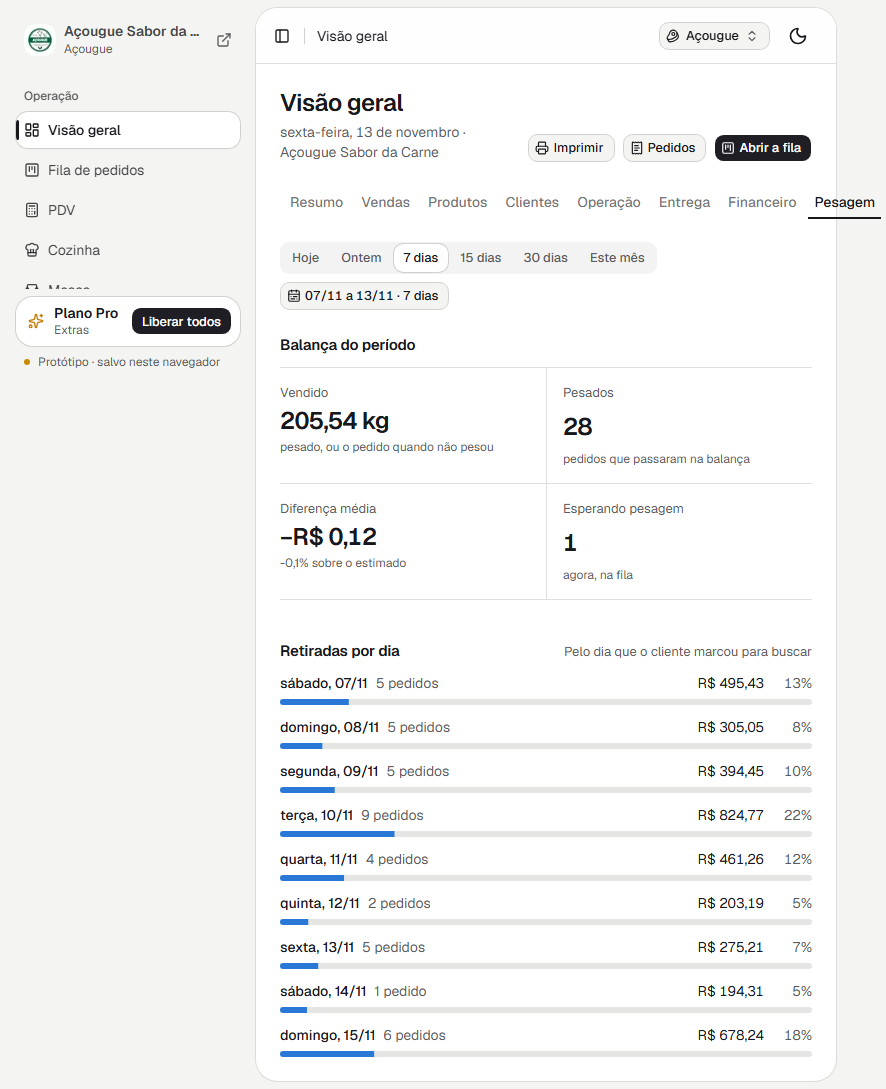 Açougue Sabor da ...
Açougue
Operação
Visão geral
Fila de pedidos
PDV
Cozinha
Plano Pro
Extras
Liberar todos
Protótipo · salvo neste navegador
Visão geral
Açougue
Visão geral
sexta-feira, 13 de novembro ·
Açougue Sabor da Carne
Imprimir
Pedidos
Abrir a fila
Resumo Vendas Produtos Clientes Operação Entrega Financeiro Pesagem
Hoje Ontem 7 dias 15 dias 30 dias Este mês
07/11 a 13/11 · 7 dias
Balança do período
Vendido
205,54 kg
pesado, ou o pedido quando não pesou
Pesados
28
pedidos que passaram na balança
Diferença média
−R$ 0,12
-0,1% sobre o estimado
Esperando pesagem
1
agora, na fila
Retiradas por dia Pelo dia que o cliente marcou para buscar
sábado, 07/11 5 pedidos R$ 495,43 13%
domingo, 08/11 5 pedidos R$ 305,05 8%
segunda, 09/11 5 pedidos R$ 394,45 10%
terça, 10/11 9 pedidos R$ 824,77 22%
quarta, 11/11 4 pedidos R$ 461,26 12%
quinta, 12/11 2 pedidos R$ 203,19 5%
sexta, 13/11 5 pedidos R$ 275,21 7%
sábado, 14/11 1 pedido R$ 194,31 5%
domingo, 15/11 6 pedidos R$ 678,24 18%